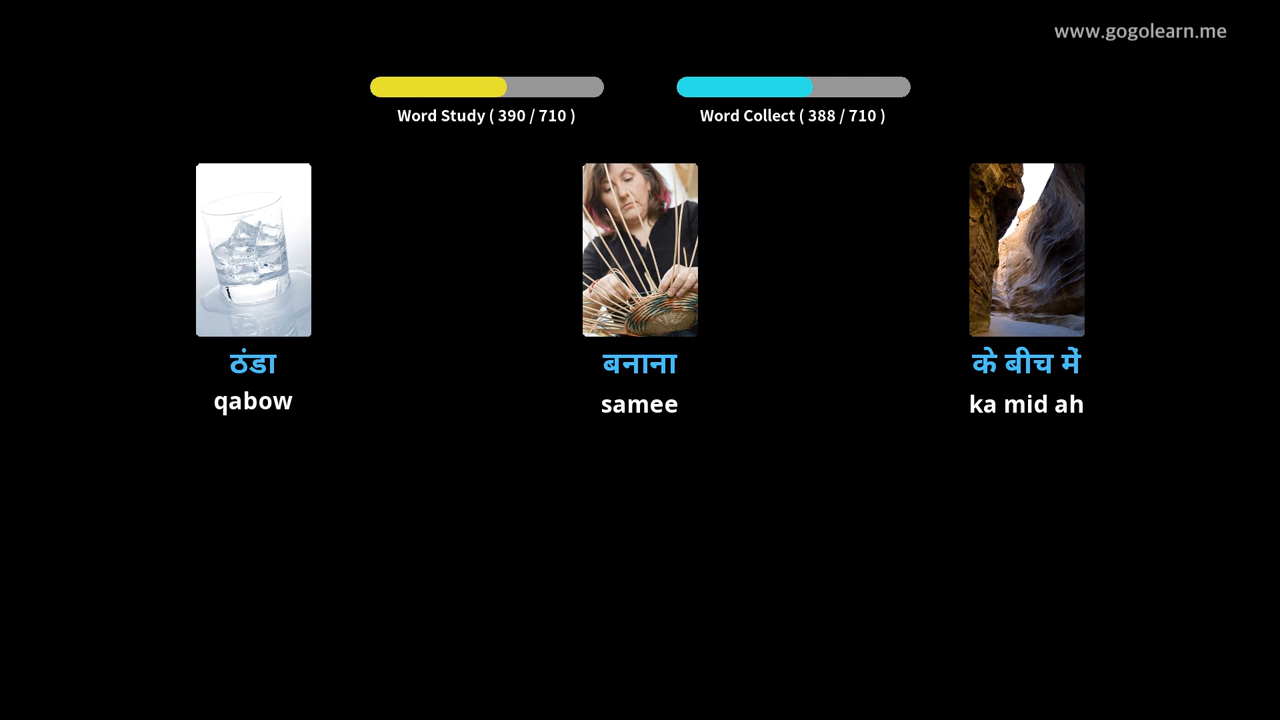 www.gogolearn.me
Word Study ( 390 / 710 )
Word Collect ( 388 / 710 )
ठंडा
बनाना
के बीच में
qabow
samee
ka mid ah